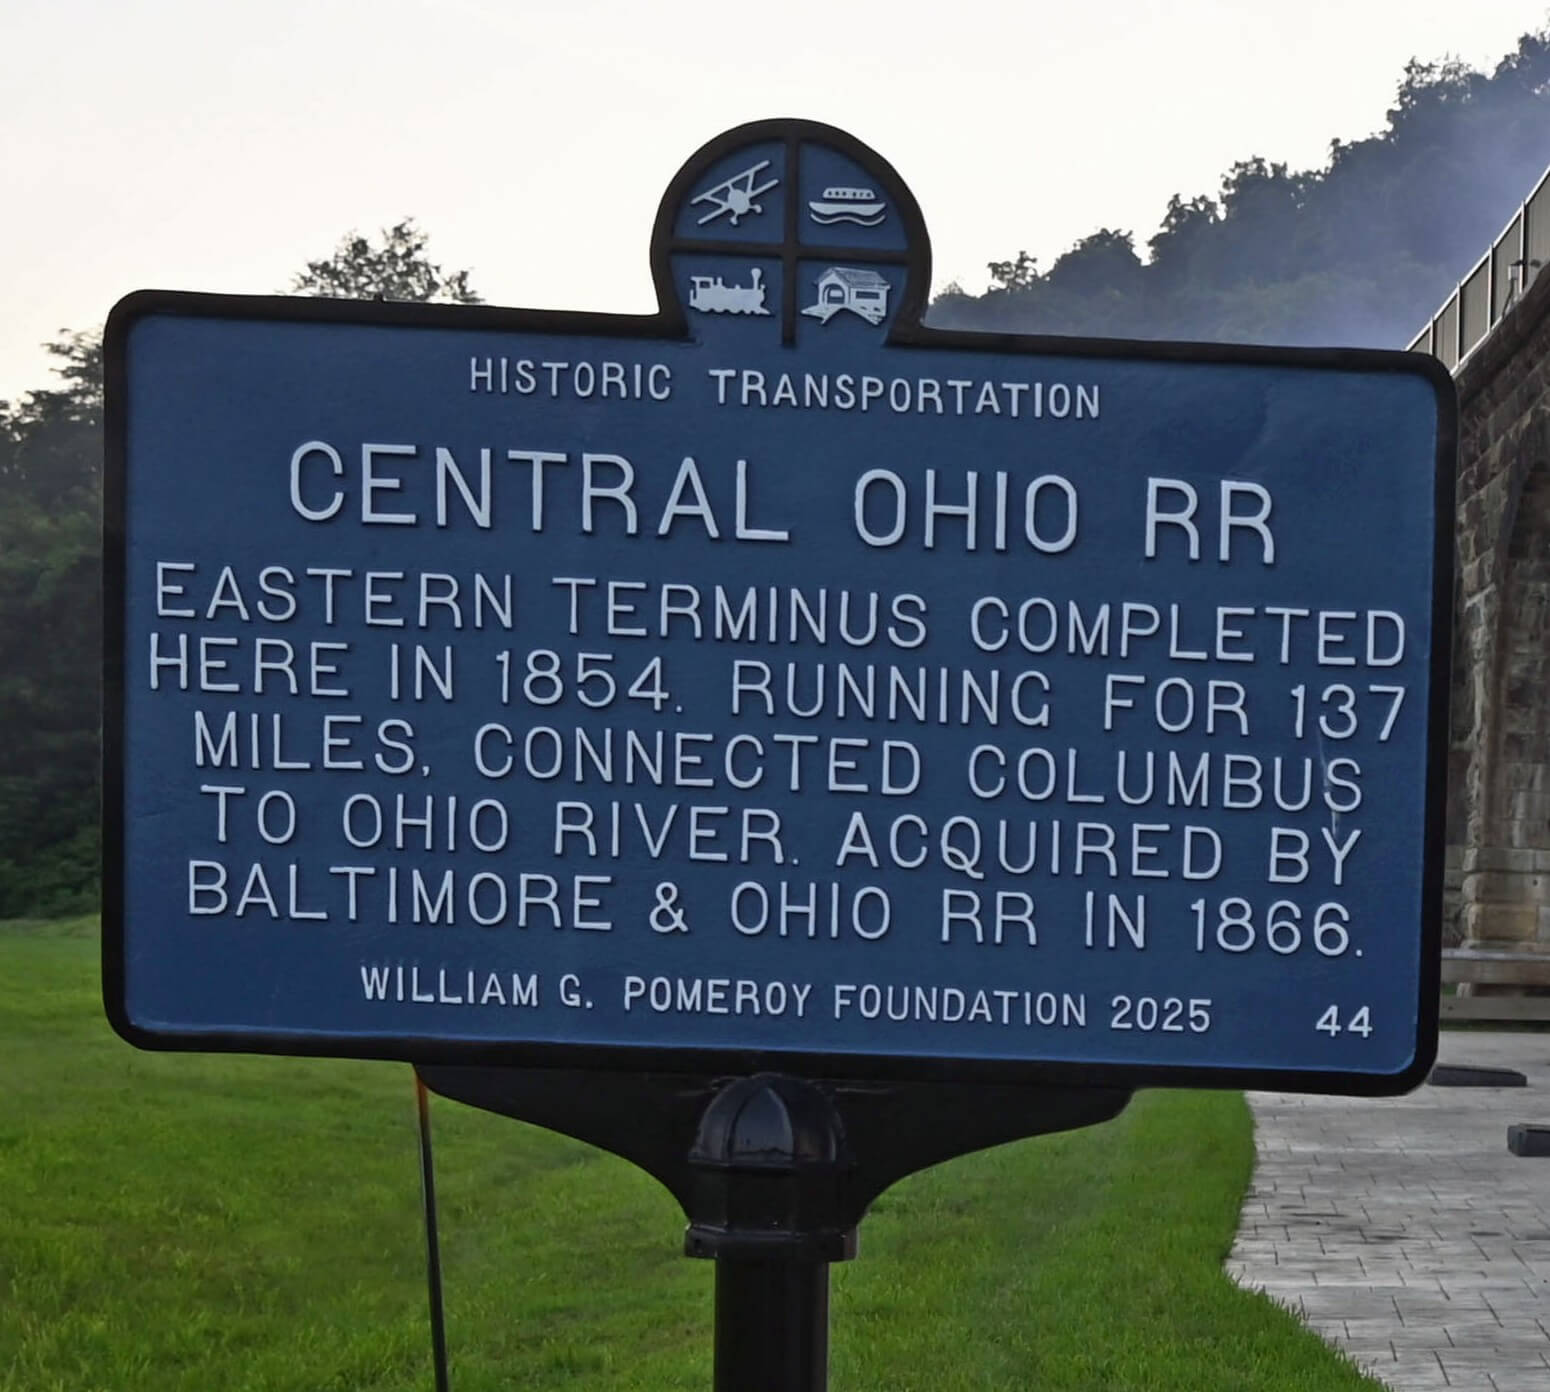 HISTORIC TRANSPORTATION
CENTRAL OHIO RR
EASTERN TERMINUS COMPLETED
HERE IN 1854. RUNNING FOR 137
MILES, CONNECTED COLUMBUS
TO OHIO RIVER. ACQUIRED BY
BALTIMORE & OHIO RR IN 1866.
WILLIAM G. POMEROY FOUNDATION 2025 44